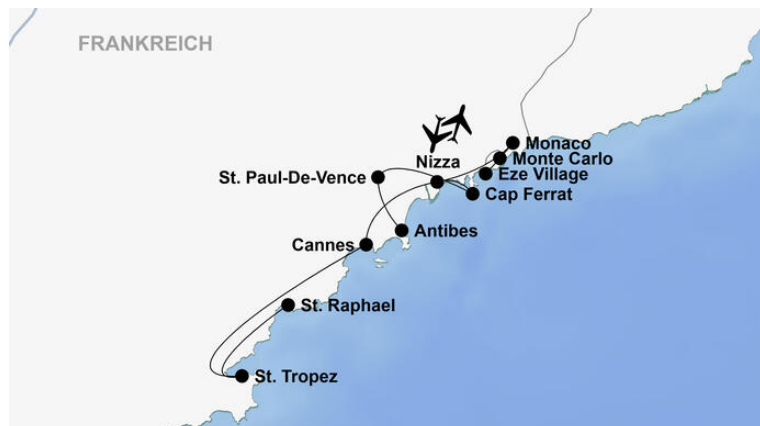 FRANKREICH
Monaco
Nizza
Monte Carlo
St. Paul-De-Vence
Eze Village
Cap Ferrat
Antibes
Cannes
St. Raphael
St. Tropez